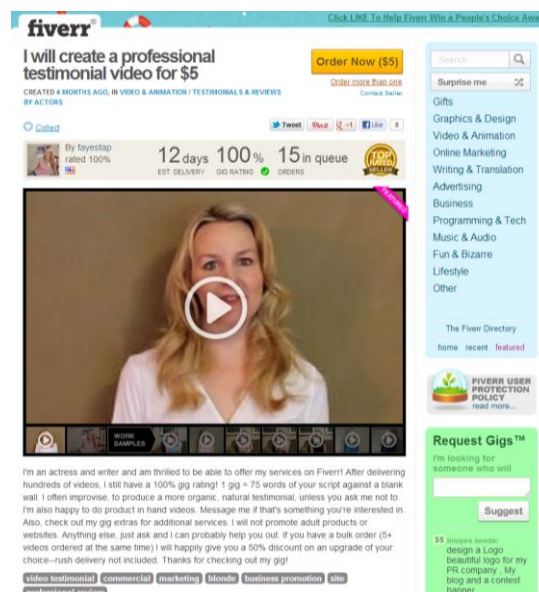 Click LIKE To Help Fiverr Win a People's Choice Awa
fiverr®
I will create a professional
testimonial video for $5
CREATED 4 MONTHS AGO, IN VIDEO & ANIMATION / TESTIMONIALS & REVIEWS
BY ACTORS
Order Now ($5)
Order more than one
Contact Seller
Collect
Tweet
Pin it
+1
Like
8
By tayestap
rated 100%
12 days
EST. DELIVERY
100%
GIG RATING
15 in queue
ORDERS
TOP
RATED
SELLER
FEATURED
WORK
SAMPLES
I'm an actress and writer and am thrilled to be able to offer my services on Fiverr! After delivering
hundreds of videos, I still have a 100% gig rating! 1 gig = 75 words of your script against a blank
wall. I often improvise, to produce a more organic, natural testimonial, unless you ask me not to.
I'm also happy to do product in hand videos. Message me if that's something you're interested in.
Also, check out my gig extras for additional services. I will not promote adult products or
websites. Anything else, just ask and I can probably help you out. If you have a bulk order (5+
videos ordered at the same time) I will happily give you a 50% discount on an upgrade of your
choice--rush delivery not included. Thanks for checking out my gig!
video testimonial commercial marketing blonde business promotion site
Search
Surprise me
Gifts
Graphics & Design
Video & Animation
Online Marketing
Writing & Translation
Advertising
Business
Programming & Tech
Music & Audio
Fun & Bizarre
Lifestyle
Other
The Fiverr Directory
home recent featured
FIVERR USER
PROTECTION
POLICY
read more...
Request Gigs™
I'm looking for
someone who will
Suggest
$5 timiyes needs:
design a Logo
beautiful logo for my
PR company . My
blog and a contest
banner